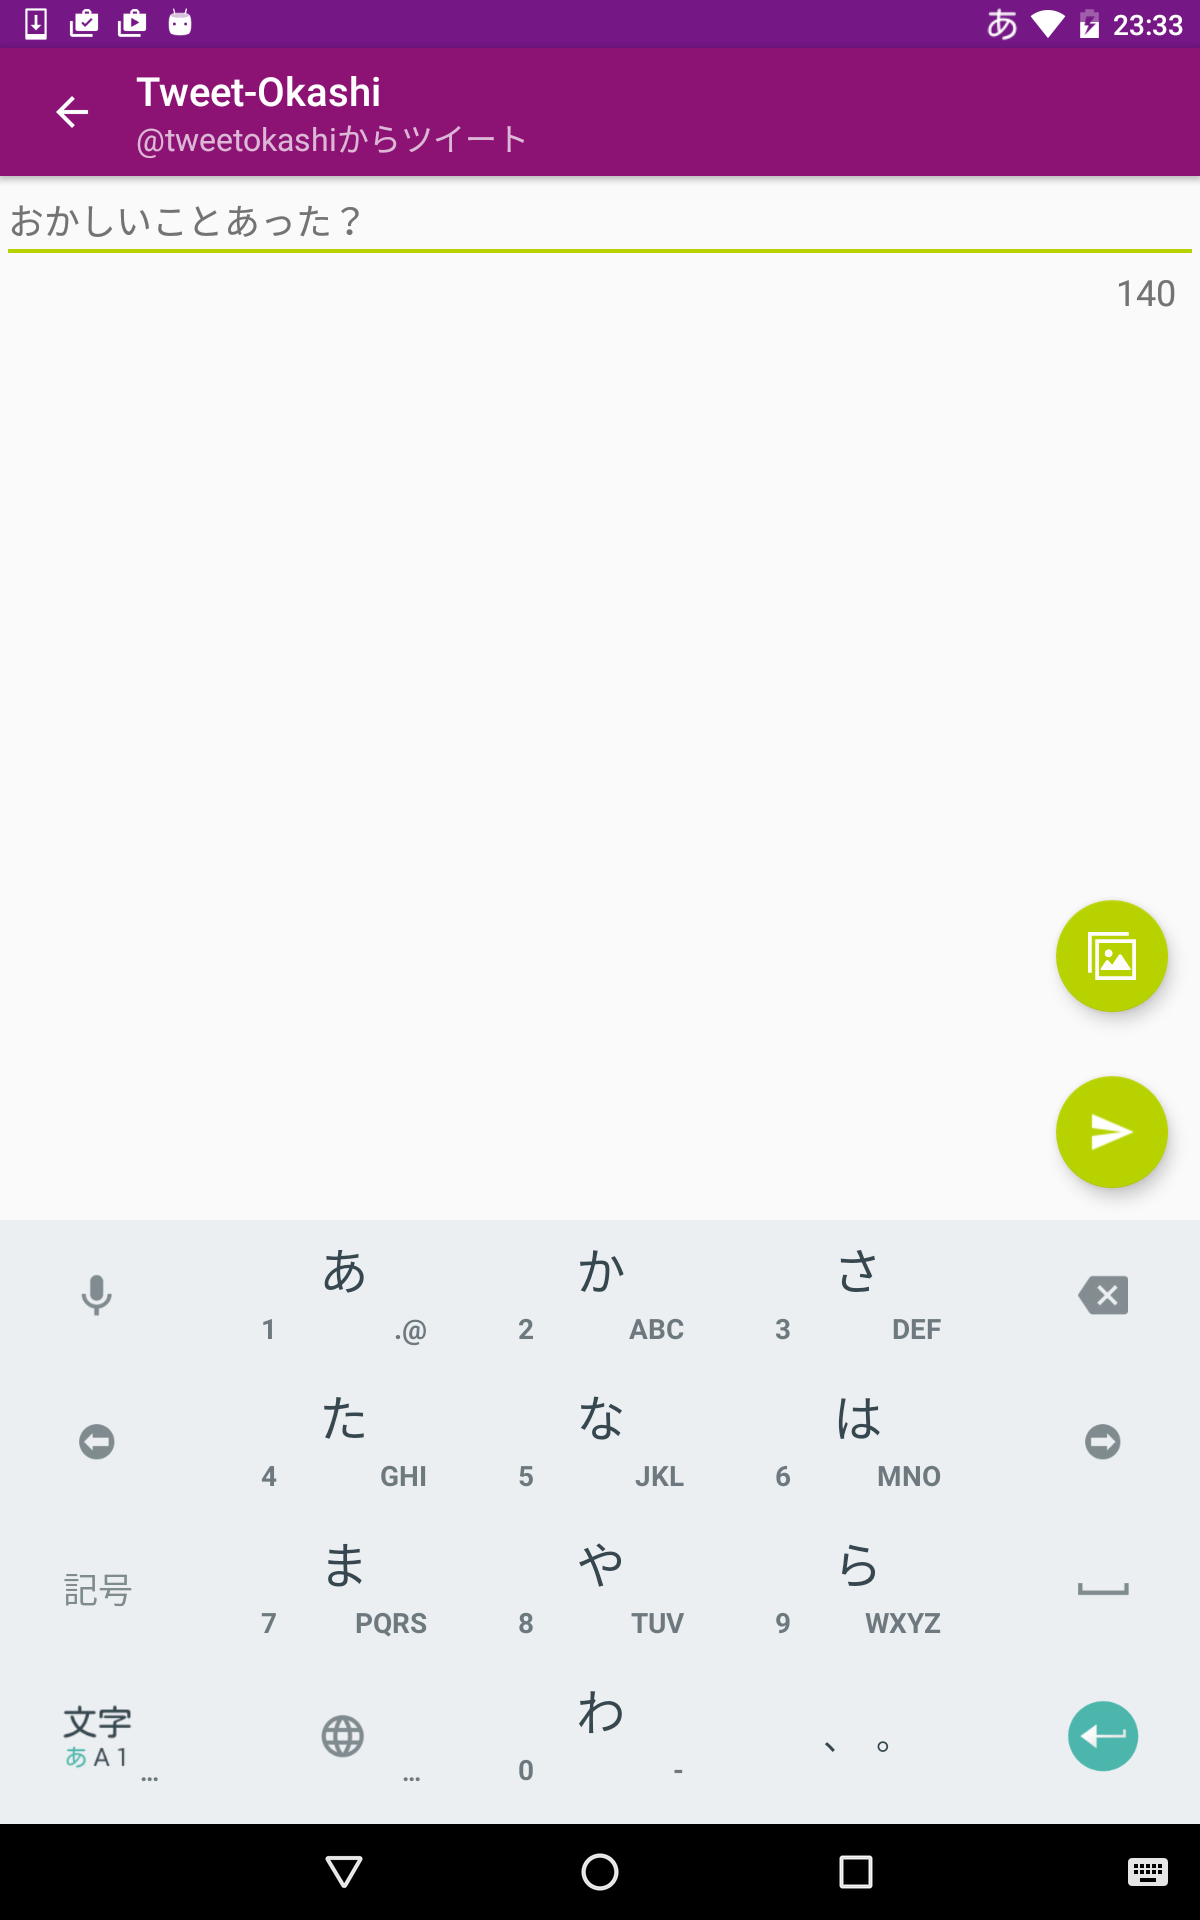 あ 23:33
Tweet-Okashi
@tweetokashiからツイート
おかしいことあった？
140
あ か さ
1 .@ 2 ABC 3 DEF
た な は
4 GHI 5 JKL 6 MNO
ま や ら
記号
7 PQRS 8 TUV 9 WXYZ
文字 わ 、。
あ A 1 ... ... 0 -